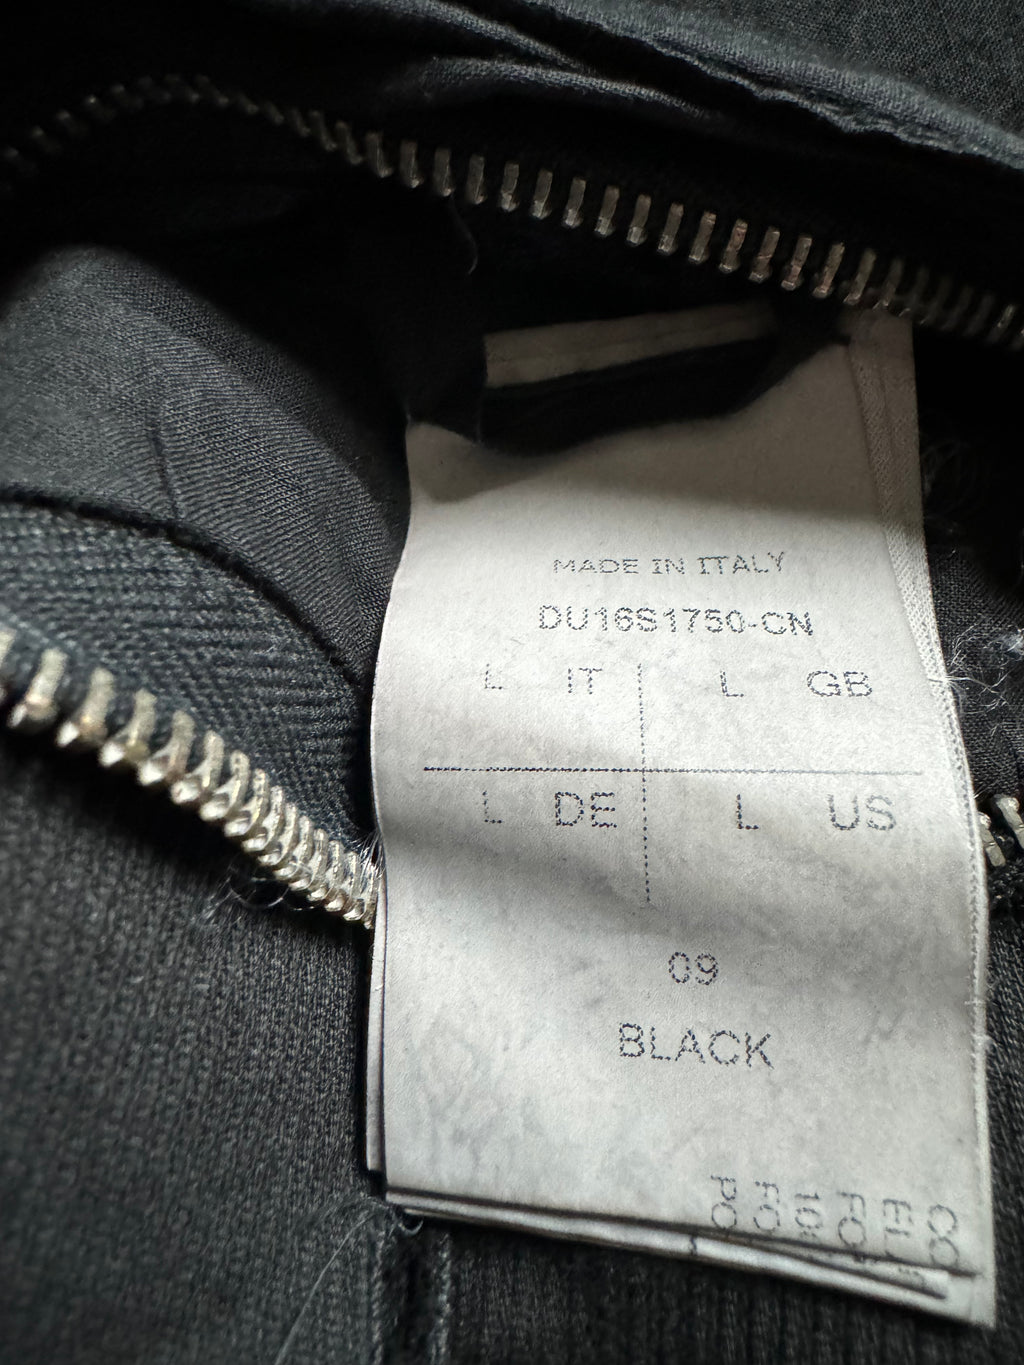 MADE IN ITALY
DU16S1750-CN
L IT L GB
L DE L US
09
BLACK